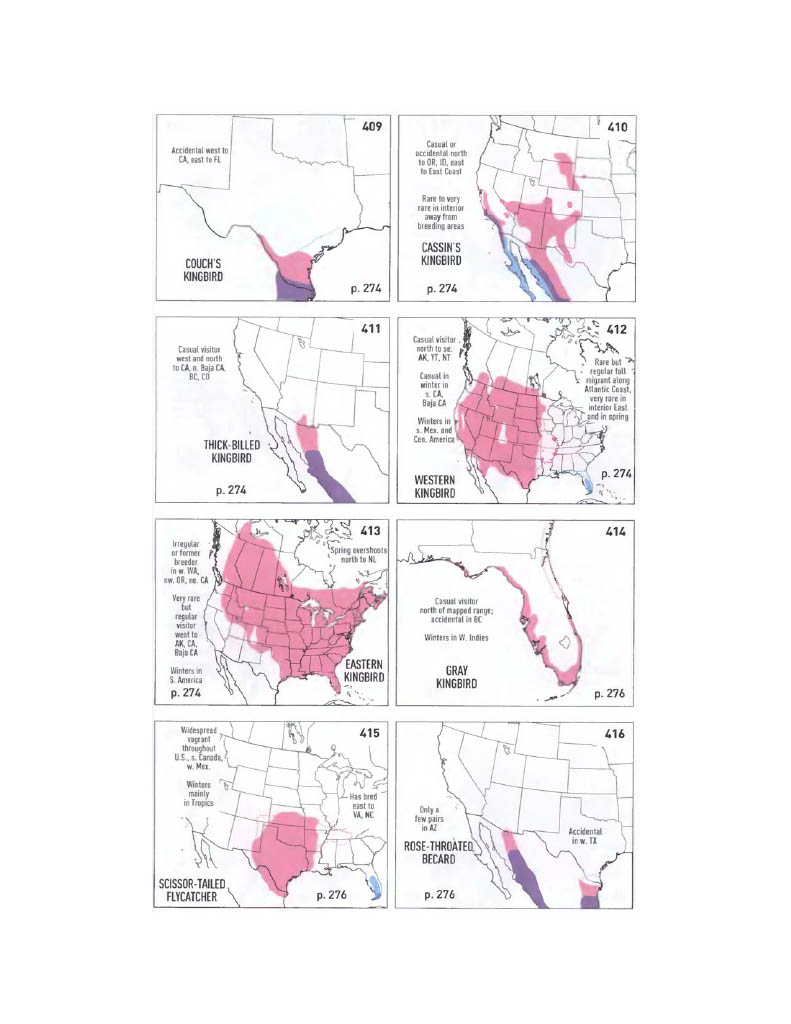 409
Accidental west to
CA, east to FL
COUCH'S
KINGBIRD
p. 274
410
Casual or
accidental north
to OR, ID, east
to East Coast
Rare to very
rare in interior
away from
breeding areas
CASSIN'S
KINGBIRD
p. 274
411
Casual visitor
west and north
to CA, n. Baja CA,
BC, CO
THICK-BILLED
KINGBIRD
p. 274
412
Casual visitor
north to se.
AK, YT, NT
Casual in
winter in
s. CA,
Baja CA
Winters in
s. Mex. and
Cen. America
Rare but
regular fall
migrant along
Atlantic Coast,
very rare in
interior East
and in spring
WESTERN
KINGBIRD
p. 274
413
Irregular
or former
breeder
in w. WA,
nw. OR, ne. CA
Very rare
but
regular
visitor
west to
AK, CA,
Baja CA
Winters in
S. America
p. 274
Spring overshoots
north to NL
EASTERN
KINGBIRD
414
Casual visitor
north of mapped range;
accidental in BC
Winters in W. Indies
GRAY
KINGBIRD
p. 276
415
Widespread
vagrant
throughout
U.S., s. Canada,
w. Mex.
Winters
mainly
in Tropics
Has bred
east to
VA, NC
SCISSOR-TAILED
FLYCATCHER
p. 276
416
Only a
few pairs
in AZ
Accidental
in w. TX
ROSE-THROATED
BECARD
p. 276